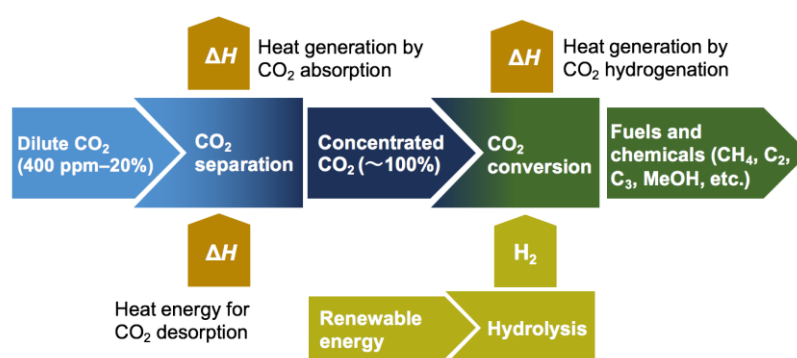 ΔH
Heat generation by
CO₂ absorption
ΔH
Heat generation by
CO₂ hydrogenation
Dilute CO₂
(400 ppm–20%)
CO₂
separation
Concentrated
CO₂ (～100%)
CO₂
conversion
Fuels and
chemicals (CH₄, C₂,
C₃, MeOH, etc.)
ΔH
Heat energy for
CO₂ desorption
H₂
Renewable
energy
Hydrolysis